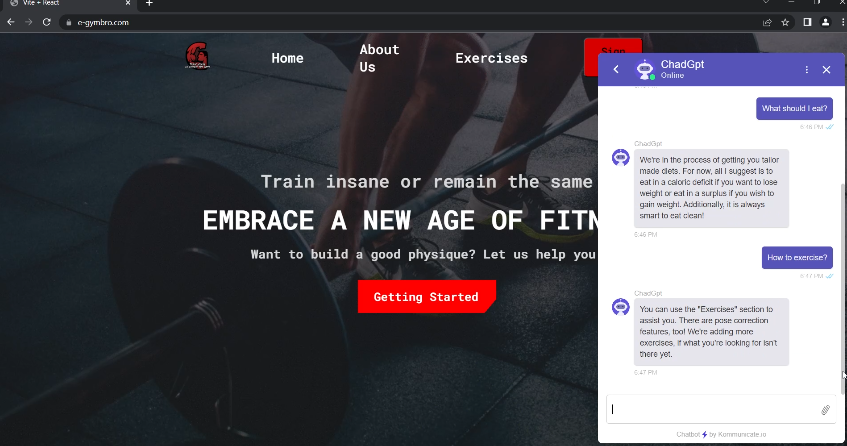 Vite + React
e-gymbro.com
Home
About
Us
Exercises
Sign
Train insane or remain the same
EMBRACE A NEW AGE OF FITN
Want to build a good physique? Let us help you
Getting Started
ChadGpt
Online
What should I eat?
6:46 PM
ChadGpt
We're in the process of getting you tailor
made diets. For now, all I suggest is to
eat in a caloric deficit if you want to lose
weight or eat in a surplus if you wish to
gain weight. Additionally, it is always
smart to eat clean!
6:46 PM
How to exercise?
6:47 PM
ChadGpt
You can use the "Exercises" section to
assist you. There are pose correction
features, too! We're adding more
exercises, if what you're looking for isn't
there yet.
6:47 PM
Chatbot by Kommunicate.io